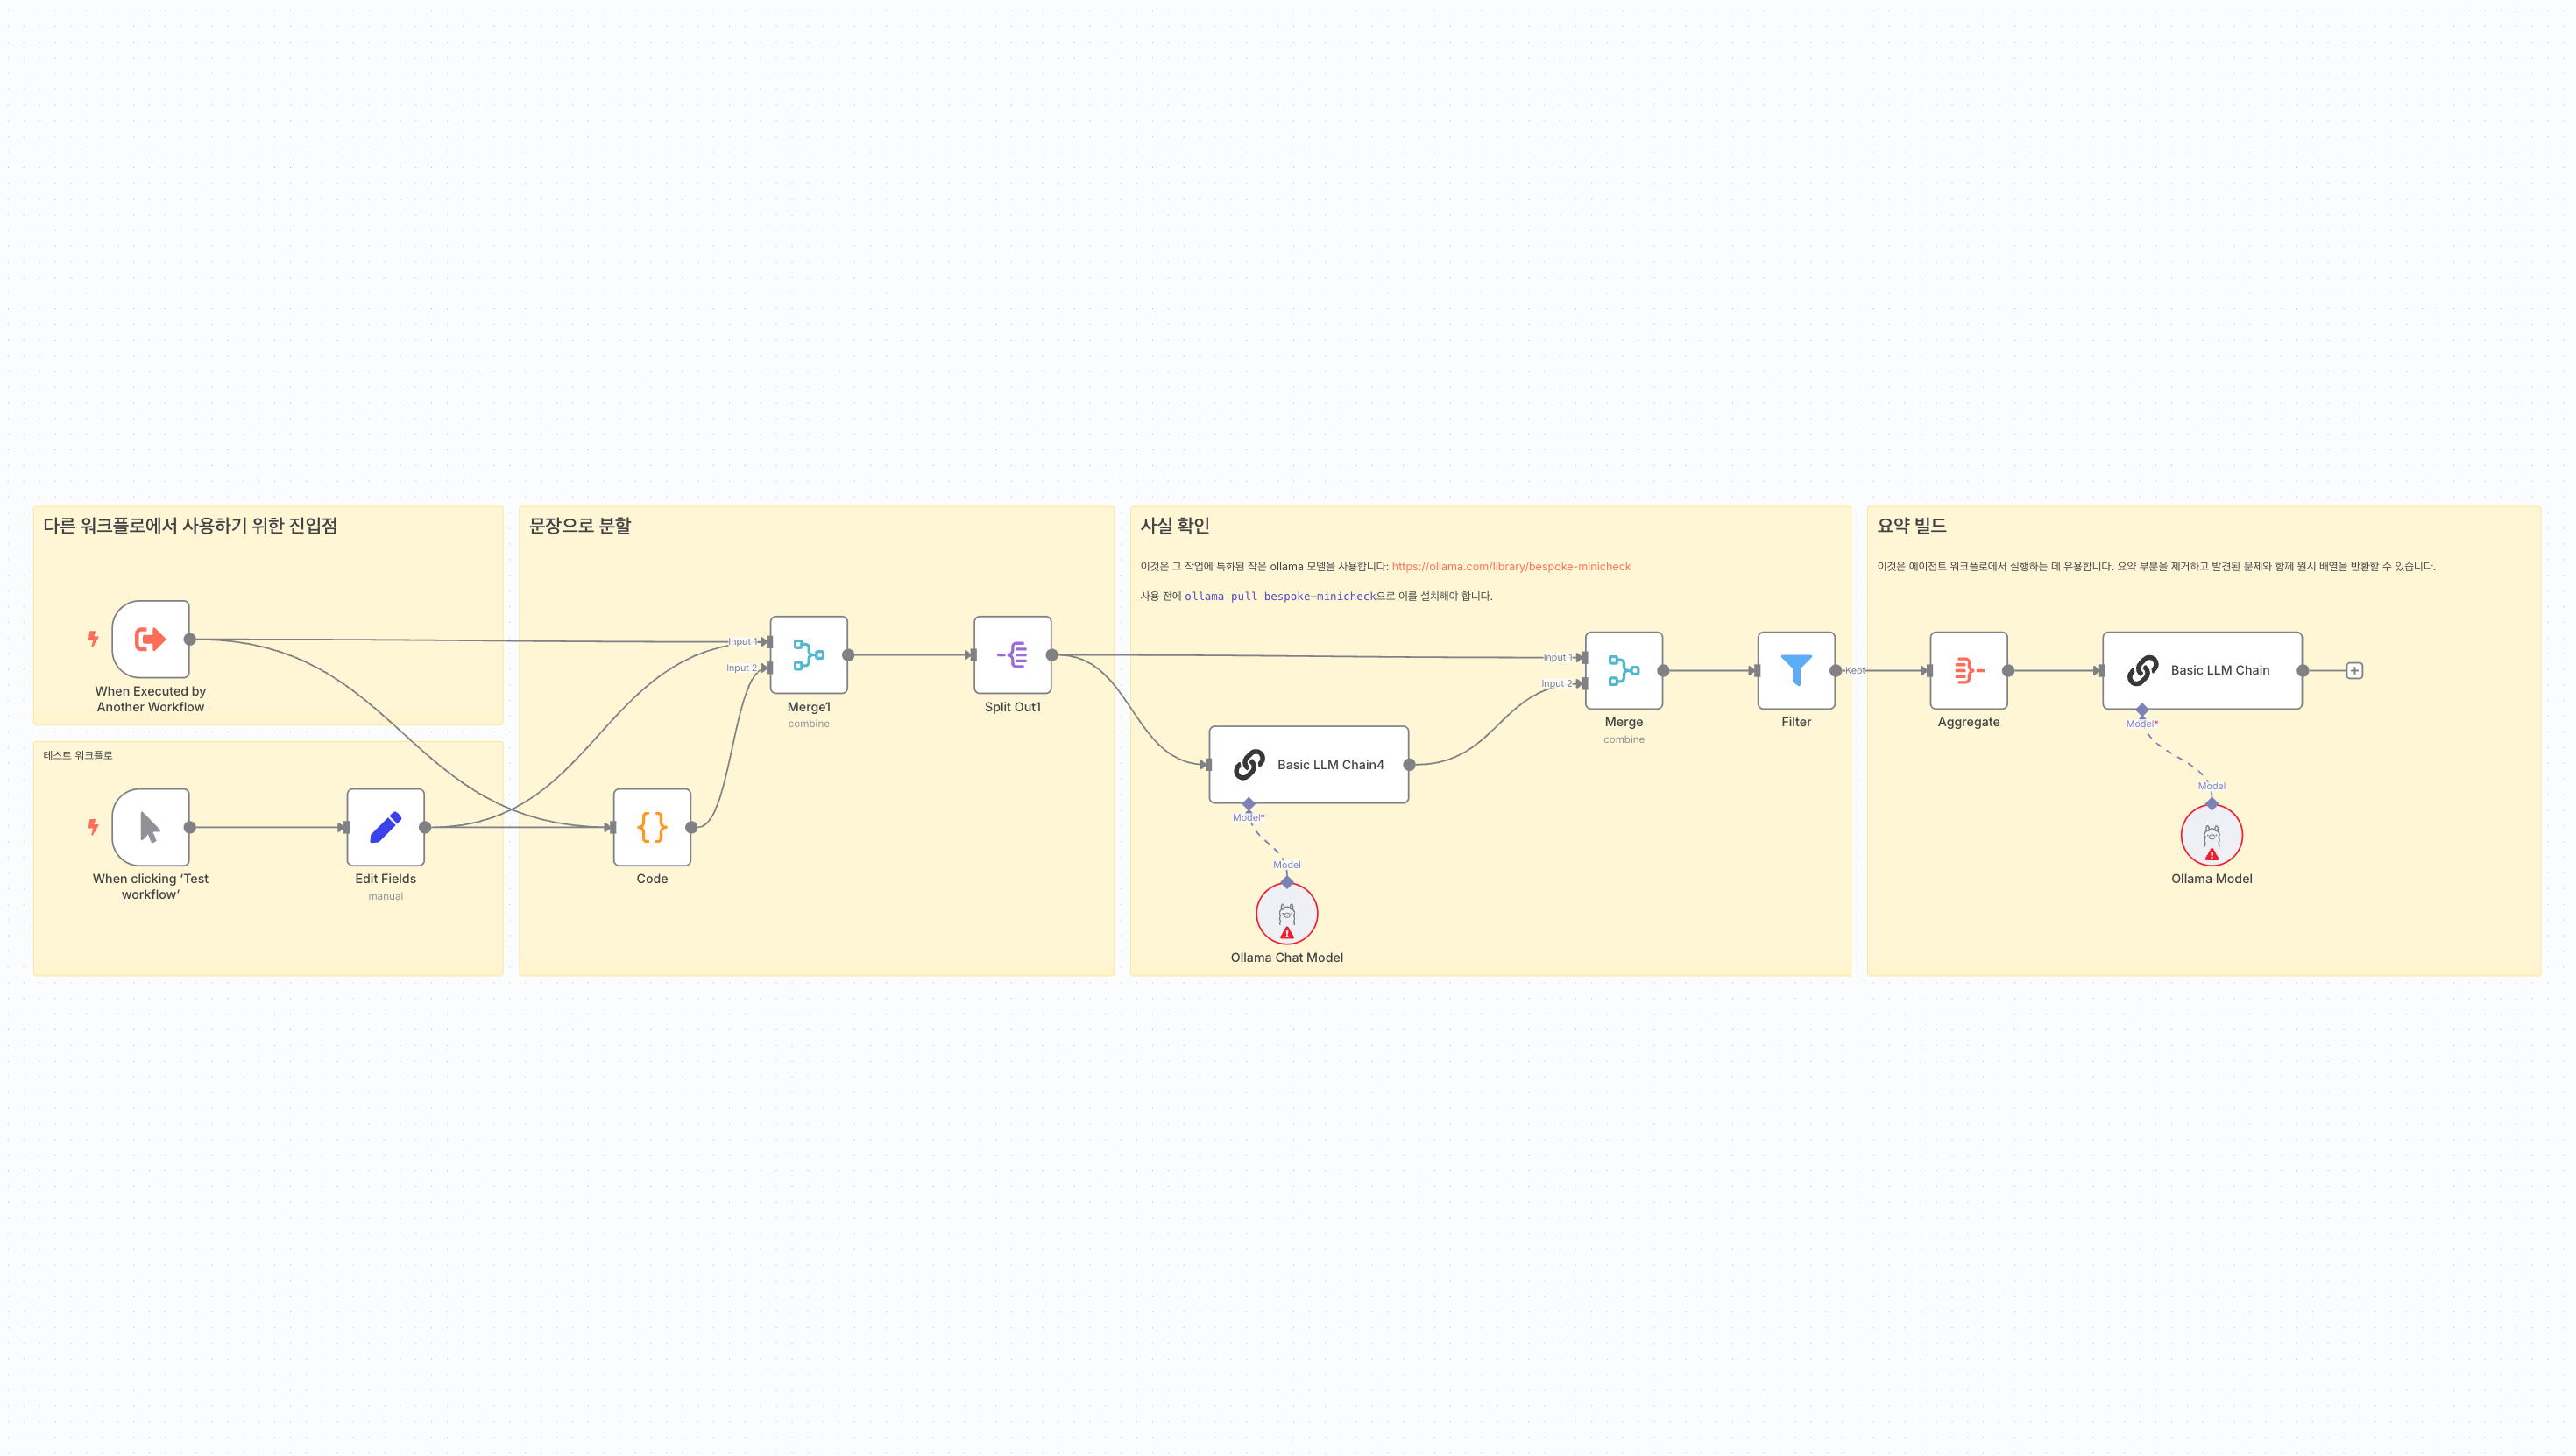 다른 워크플로에서 사용하기 위한 진입점
When Executed by
Another Workflow
테스트 워크플로
When clicking ‘Test
workflow’
Edit Fields
manual
문장으로 분할
Code
Input 1
Input 2
Merge1
combine
Split Out1
사실 확인
이것은 그 작업에 특화된 작은 ollama 모델을 사용합니다: https://ollama.com/library/bespoke-minicheck
사용 전에 ollama pull bespoke-minicheck으로 이를 설치해야 합니다.
Basic LLM Chain4
Model*
Model
Ollama Chat Model
Input 1
Input 2
Merge
combine
Filter
Kept
요약 빌드
이것은 에이전트 워크플로에서 실행하는 데 유용합니다. 요약 부분을 제거하고 발견된 문제와 함께 원시 배열을 반환할 수 있습니다.
Aggregate
Basic LLM Chain
Model*
Model
Ollama Model